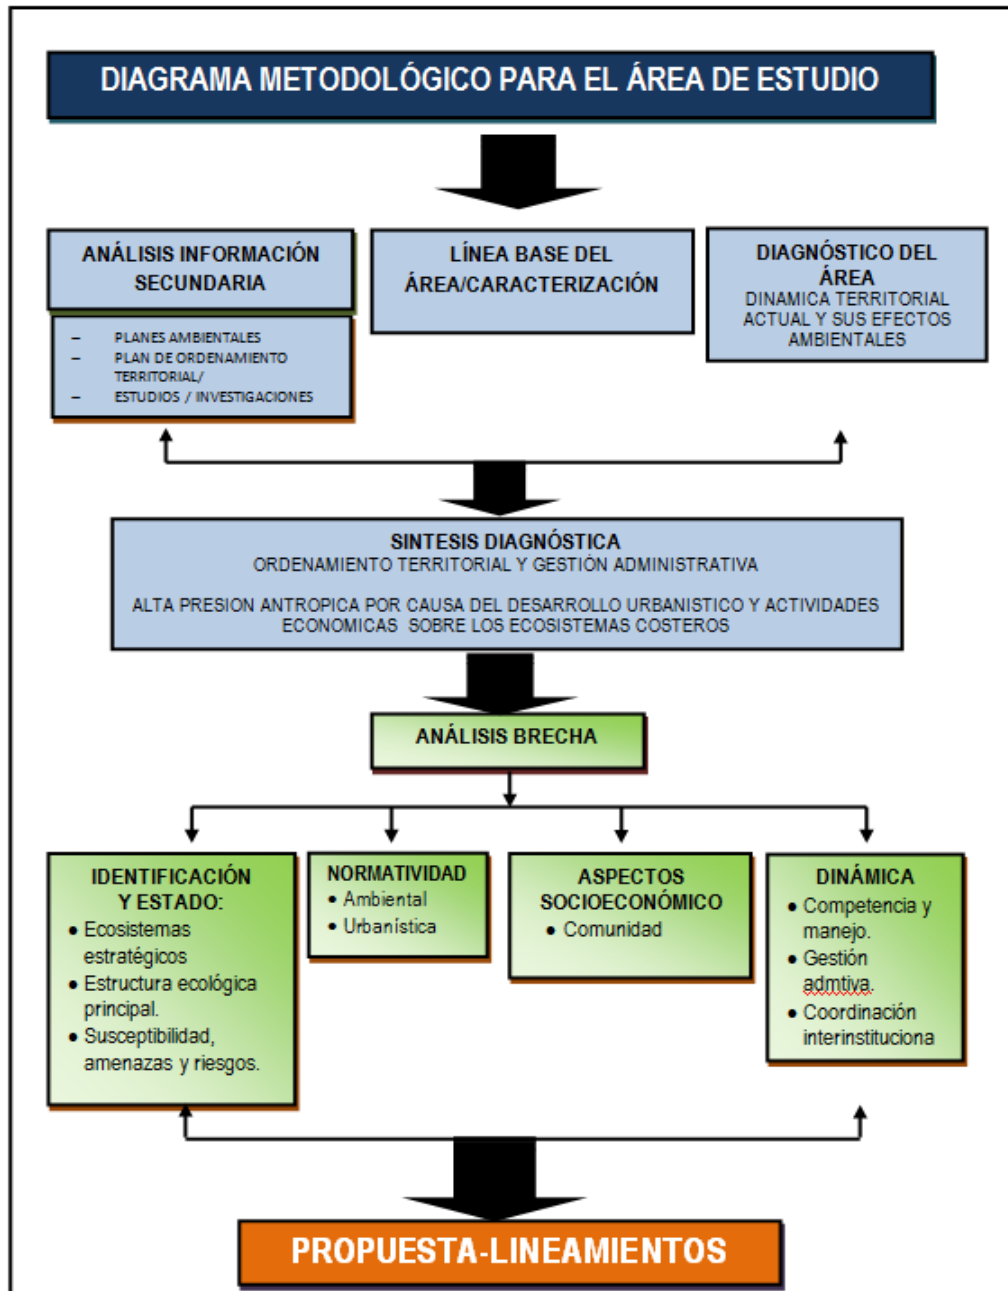 DIAGRAMA METODOLÓGICO PARA EL ÁREA DE ESTUDIO
ANÁLISIS INFORMACIÓN
SECUNDARIA
– PLANES AMBIENTALES
– PLAN DE ORDENAMIENTO
TERRITORIAL/
– ESTUDIOS / INVESTIGACIONES
LÍNEA BASE DEL
ÁREA/CARACTERIZACIÓN
DIAGNÓSTICO DEL
ÁREA
DINAMICA TERRITORIAL
ACTUAL Y SUS EFECTOS
AMBIENTALES
SINTESIS DIAGNÓSTICA
ORDENAMIENTO TERRITORIAL Y GESTIÓN ADMINISTRATIVA
ALTA PRESION ANTROPICA POR CAUSA DEL DESARROLLO URBANISTICO Y ACTIVIDADES
ECONOMICAS SOBRE LOS ECOSISTEMAS COSTEROS
ANÁLISIS BRECHA
IDENTIFICACIÓN
Y ESTADO:
• Ecosistemas
estratégicos
• Estructura ecológica
principal.
• Susceptibilidad,
amenazas y riesgos.
NORMATIVIDAD
• Ambiental
• Urbanística
ASPECTOS
SOCIOECONÓMICO
• Comunidad
DINÁMICA
• Competencia y
manejo.
• Gestión
admtiva.
• Coordinación
interinstituciona
PROPUESTA-LINEAMIENTOS